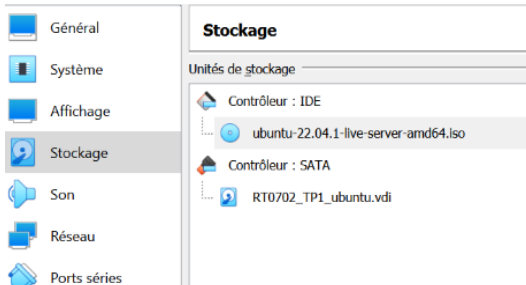 Général
Système
Affichage
Stockage
Son
Réseau
Ports séries
Stockage
Unités de stockage
Contrôleur : IDE
ubuntu-22.04.1-live-server-amd64.iso
Contrôleur : SATA
RT0702_TP1_ubuntu.vdi